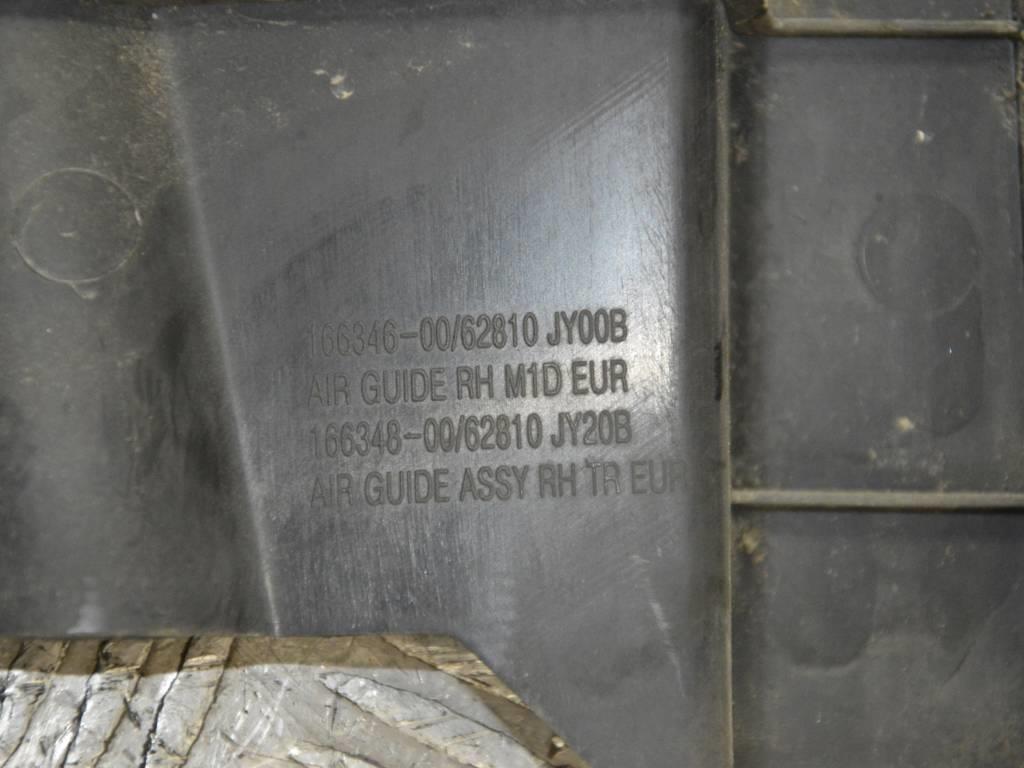 166346-00/62810 JY00B
AIR GUIDE RH M1D EUR
166348-00/62810 JY20B
AIR GUIDE ASSY RH TR EUR